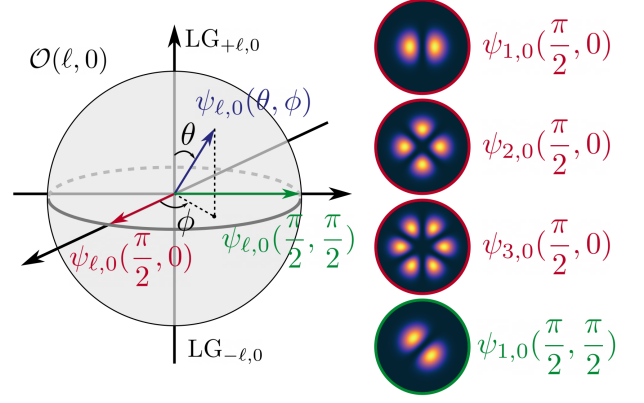 LG₊ℓ,₀
𝒪(ℓ, 0)
ψℓ,₀(θ, ϕ)
θ
ϕ
ψℓ,₀(π/2, 0)
ψℓ,₀(π/2, π/2)
LG₋ℓ,₀
ψ₁,₀(π/2, 0)
ψ₂,₀(π/2, 0)
ψ₃,₀(π/2, 0)
ψ₁,₀(π/2, π/2)